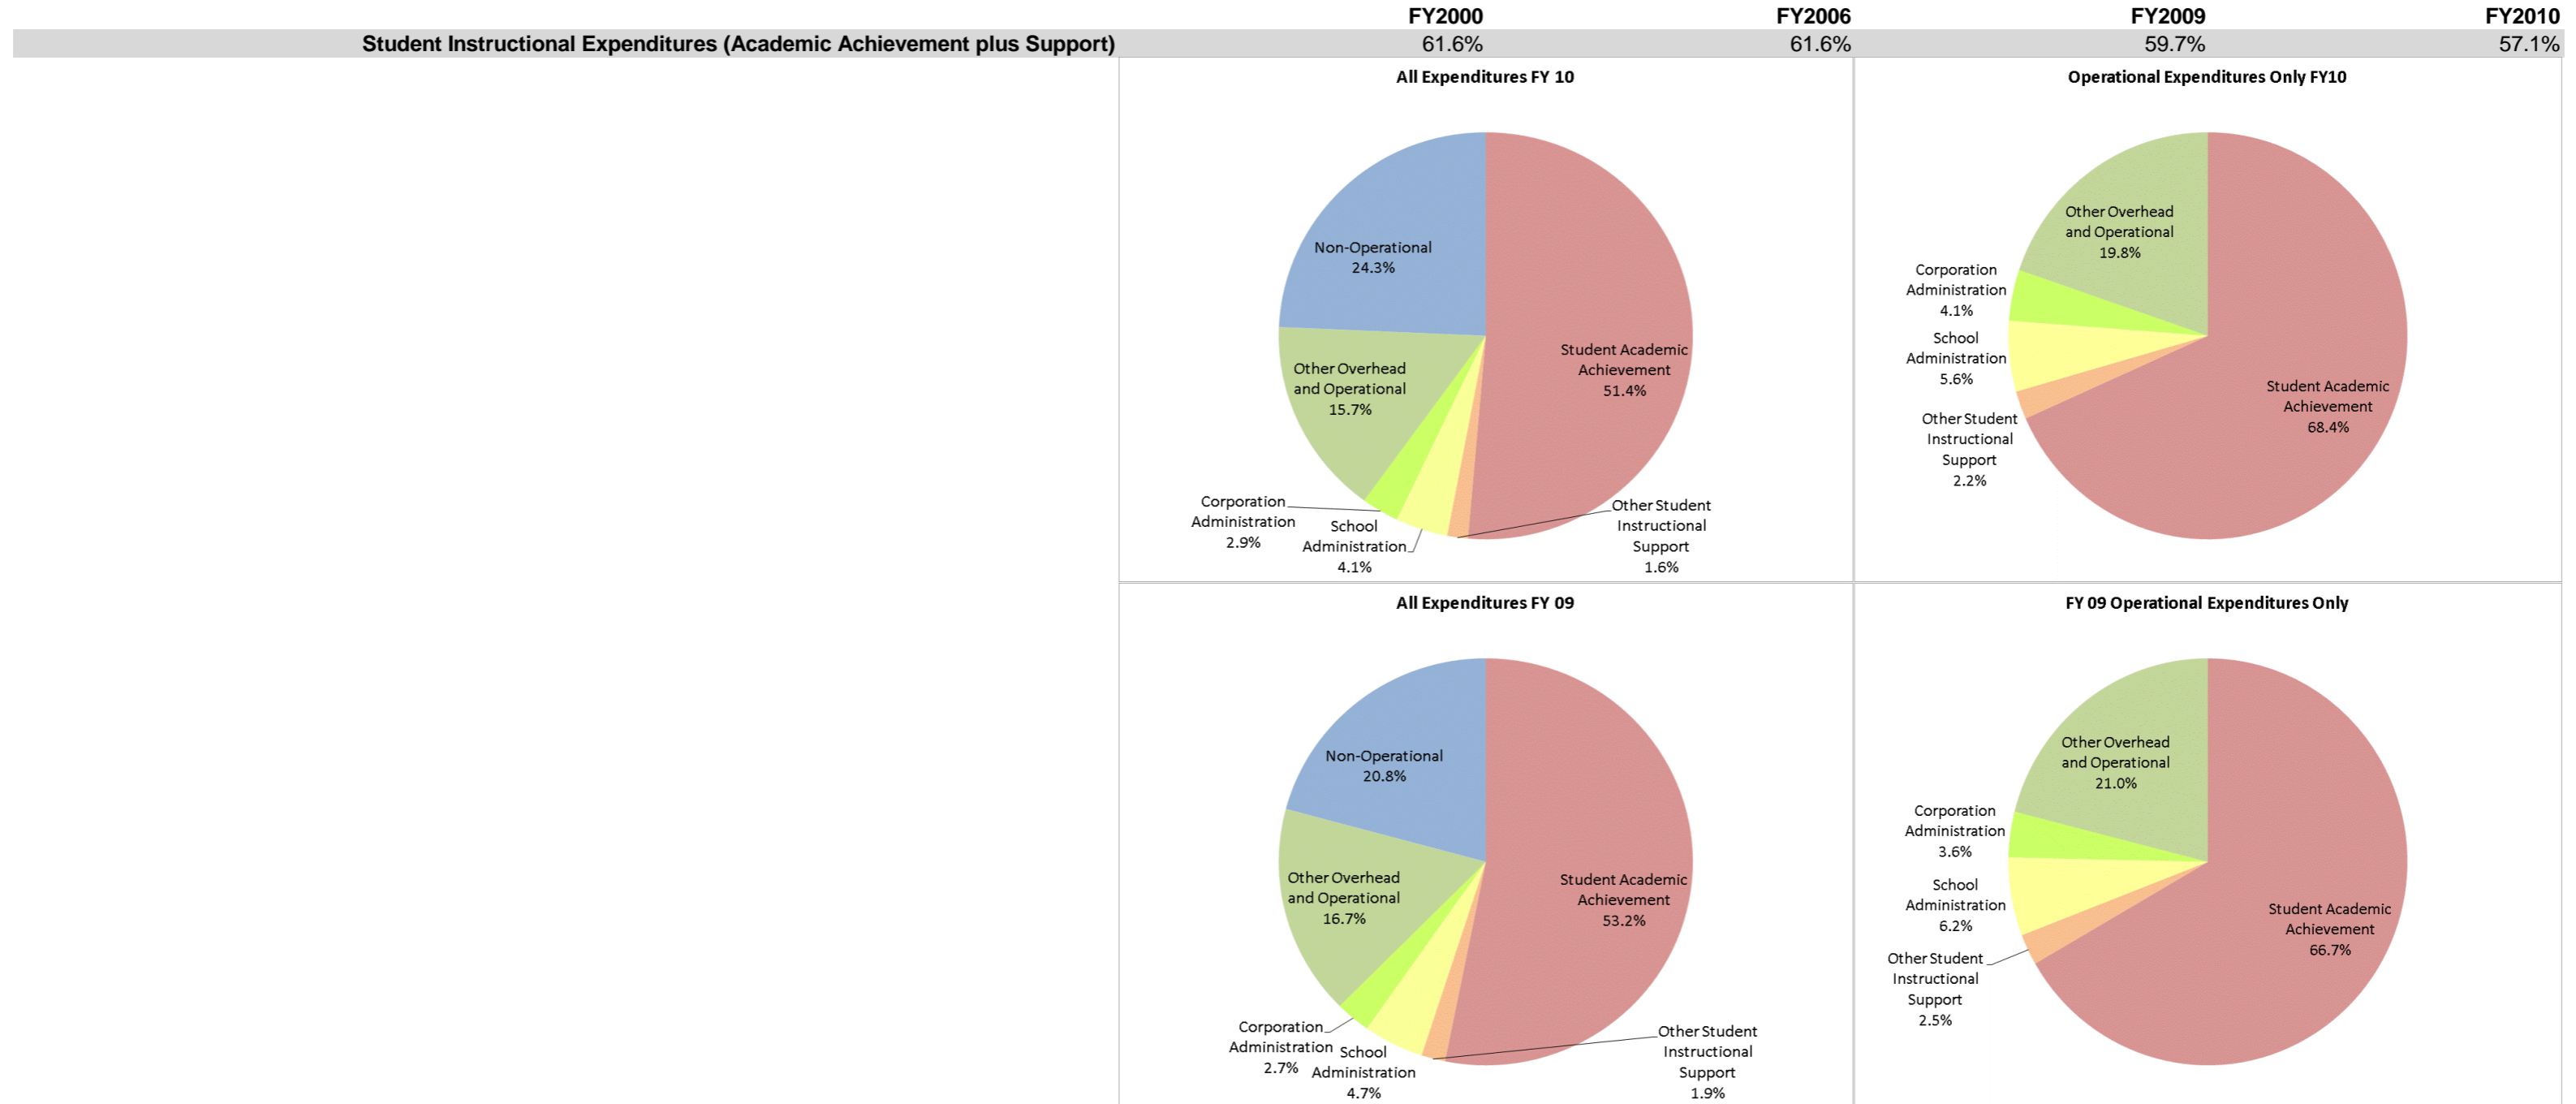 FY2000 FY2006 FY2009 FY2010
Student Instructional Expenditures (Academic Achievement plus Support) 61.6% 61.6% 59.7% 57.1%
All Expenditures FY 10
Non-Operational
24.3%
Student Academic
Achievement
51.4%
Other Overhead
and Operational
15.7%
Corporation
Administration
2.9%
School
Administration
4.1%
Other Student
Instructional
Support
1.6%
Operational Expenditures Only FY10
Other Overhead
and Operational
19.8%
Corporation
Administration
4.1%
School
Administration
5.6%
Other Student
Instructional
Support
2.2%
Student Academic
Achievement
68.4%
All Expenditures FY 09
Non-Operational
20.8%
Student Academic
Achievement
53.2%
Other Overhead
and Operational
16.7%
Corporation
Administration
2.7%
School
Administration
4.7%
Other Student
Instructional
Support
1.9%
FY 09 Operational Expenditures Only
Other Overhead
and Operational
21.0%
Corporation
Administration
3.6%
School
Administration
6.2%
Other Student
Instructional
Support
2.5%
Student Academic
Achievement
66.7%